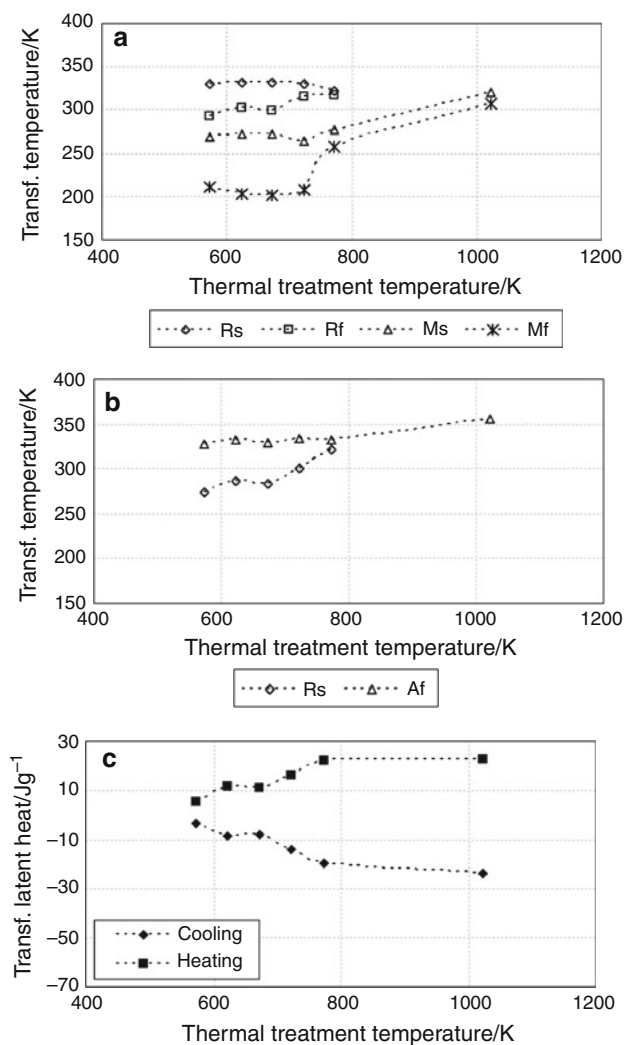 a
Transf. temperature/K
400
350
300
250
200
150
400 600 800 1000 1200
Thermal treatment temperature/K
Rs Rf Ms Mf
b
Transf. temperature/K
400
350
300
250
200
150
400 600 800 1000 1200
Thermal treatment temperature/K
Rs Af
c
Transf. latent heat/Jg⁻¹
30
10
−10
−30
−50
−70
Cooling
Heating
400 600 800 1000 1200
Thermal treatment temperature/K